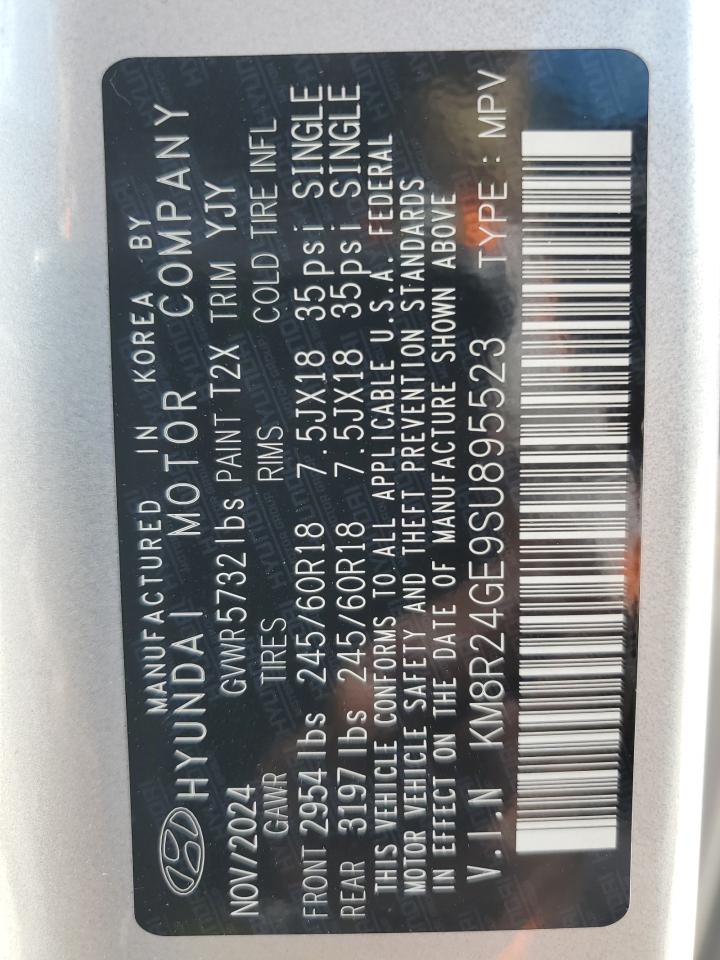 MANUFACTURED IN KOREA BY
HYUNDAI MOTOR COMPANY
NOV/2024 GVWR5732lbs PAINT T2X TRIM YJY
GAWR TIRES RIMS COLD TIRE INFL
FRONT 2954lbs 245/60R18 7.5JX18 35psi SINGLE
REAR 3197lbs 245/60R18 7.5JX18 35psi SINGLE
THIS VEHICLE CONFORMS TO ALL APPLICABLE U.S.A. FEDERAL
MOTOR VEHICLE SAFETY AND THEFT PREVENTION STANDARDS
IN EFFECT ON THE DATE OF MANUFACTURE SHOWN ABOVE
V.I.N KM8R24GE9SU895523 TYPE : MPV